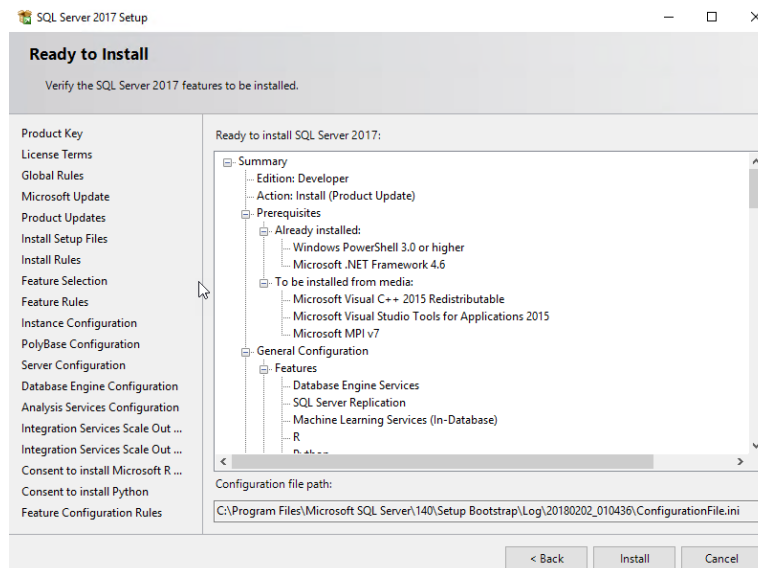 SQL Server 2017 Setup
Ready to Install
Verify the SQL Server 2017 features to be installed.
Product Key
License Terms
Global Rules
Microsoft Update
Product Updates
Install Setup Files
Install Rules
Feature Selection
Feature Rules
Instance Configuration
PolyBase Configuration
Server Configuration
Database Engine Configuration
Analysis Services Configuration
Integration Services Scale Out ...
Integration Services Scale Out ...
Consent to install Microsoft R ...
Consent to install Python
Feature Configuration Rules
Ready to install SQL Server 2017:
Summary
Edition: Developer
Action: Install (Product Update)
Prerequisites
Already installed:
Windows PowerShell 3.0 or higher
Microsoft .NET Framework 4.6
To be installed from media:
Microsoft Visual C++ 2015 Redistributable
Microsoft Visual Studio Tools for Applications 2015
Microsoft MPI v7
General Configuration
Features
Database Engine Services
SQL Server Replication
Machine Learning Services (In-Database)
R
Python
Configuration file path:
C:\Program Files\Microsoft SQL Server\140\Setup Bootstrap\Log\20180202_010436\ConfigurationFile.ini
< Back
Install
Cancel